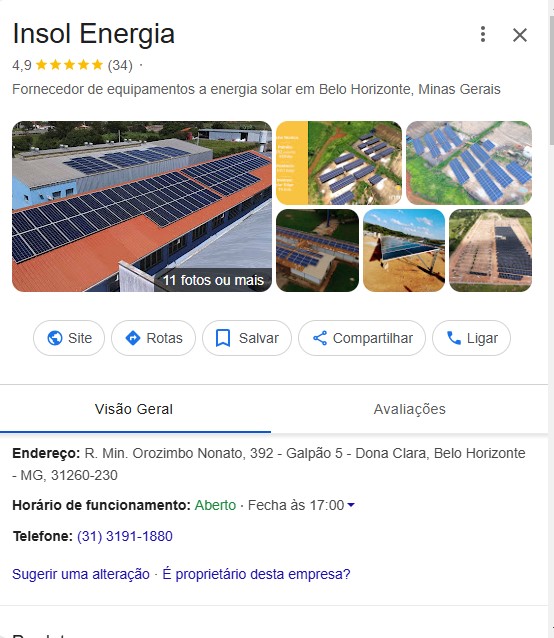 Insol Energia
4,9 (34) ·
Fornecedor de equipamentos a energia solar em Belo Horizonte, Minas Gerais
11 fotos ou mais
Site
Rotas
Salvar
Compartilhar
Ligar
Visão Geral
Avaliações
Endereço: R. Min. Orozimbo Nonato, 392 - Galpão 5 - Dona Clara, Belo Horizonte
- MG, 31260-230
Horário de funcionamento: Aberto · Fecha às 17:00
Telefone: (31) 3191-1880
Sugerir uma alteração · É proprietário desta empresa?